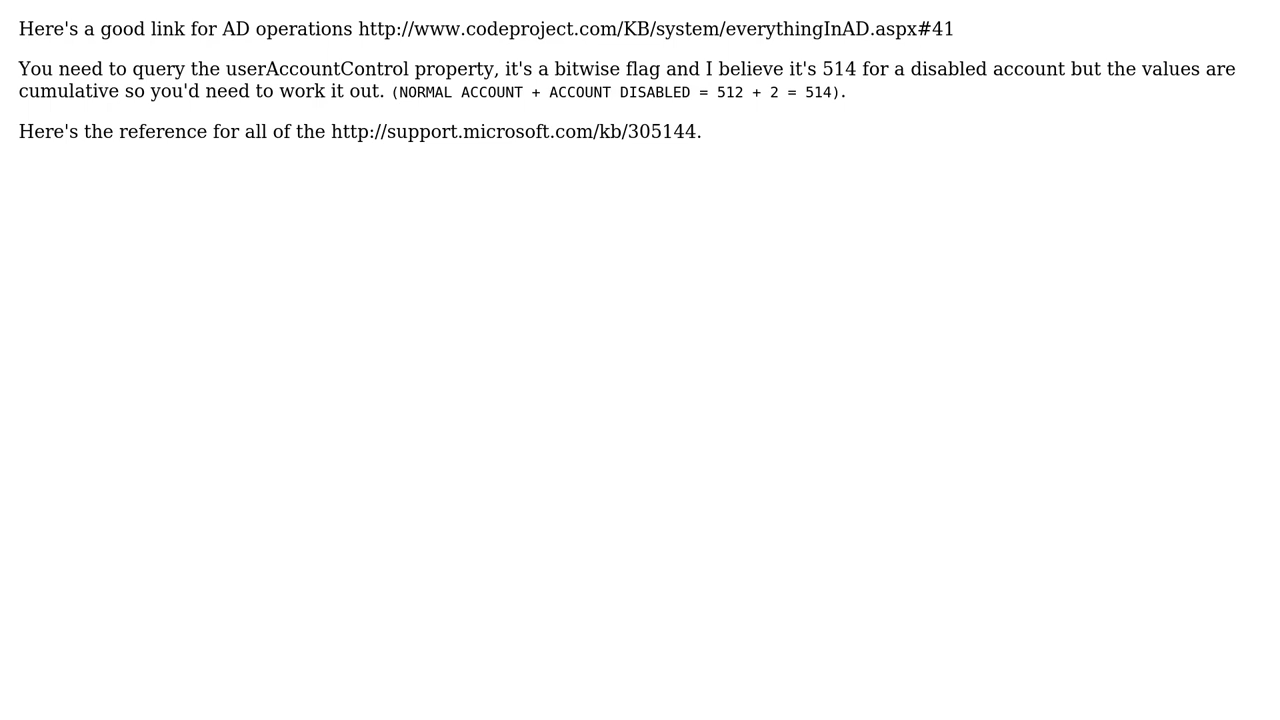 Here's a good link for AD operations http://www.codeproject.com/KB/system/everythingInAD.aspx#41
You need to query the userAccountControl property, it's a bitwise flag and I believe it's 514 for a disabled account but the values are
cumulative so you'd need to work it out. (NORMAL ACCOUNT + ACCOUNT DISABLED = 512 + 2 = 514).
Here's the reference for all of the http://support.microsoft.com/kb/305144.